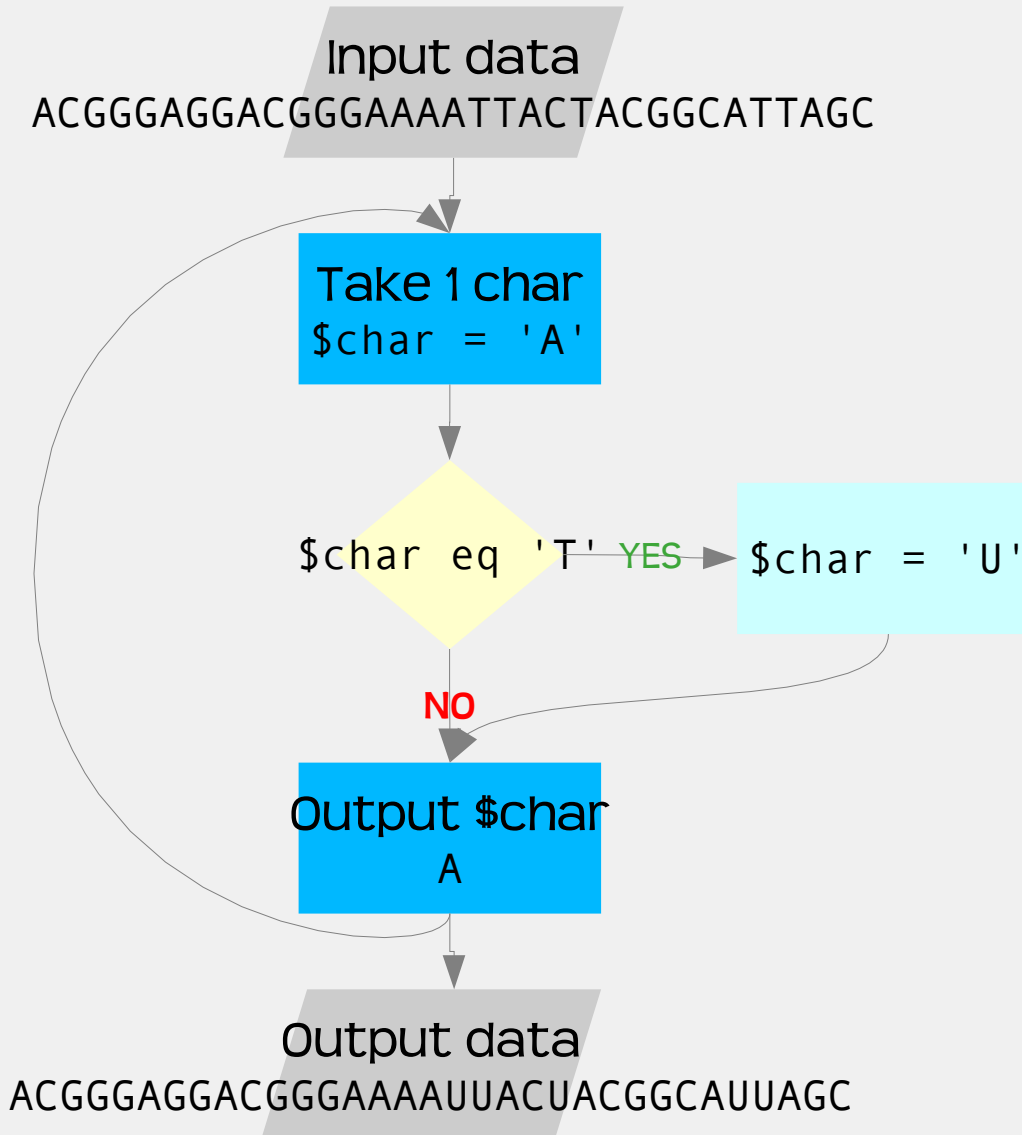 Input data
ACGGGAGGACGGGAAAATTACTACGGCATTAGC
Take 1 char
$char = 'A'
$char eq 'T'
YES
$char = 'U'
NO
Output $char
A
Output data
ACGGGAGGACGGGAAAAUUACUACGGCAUUAGC